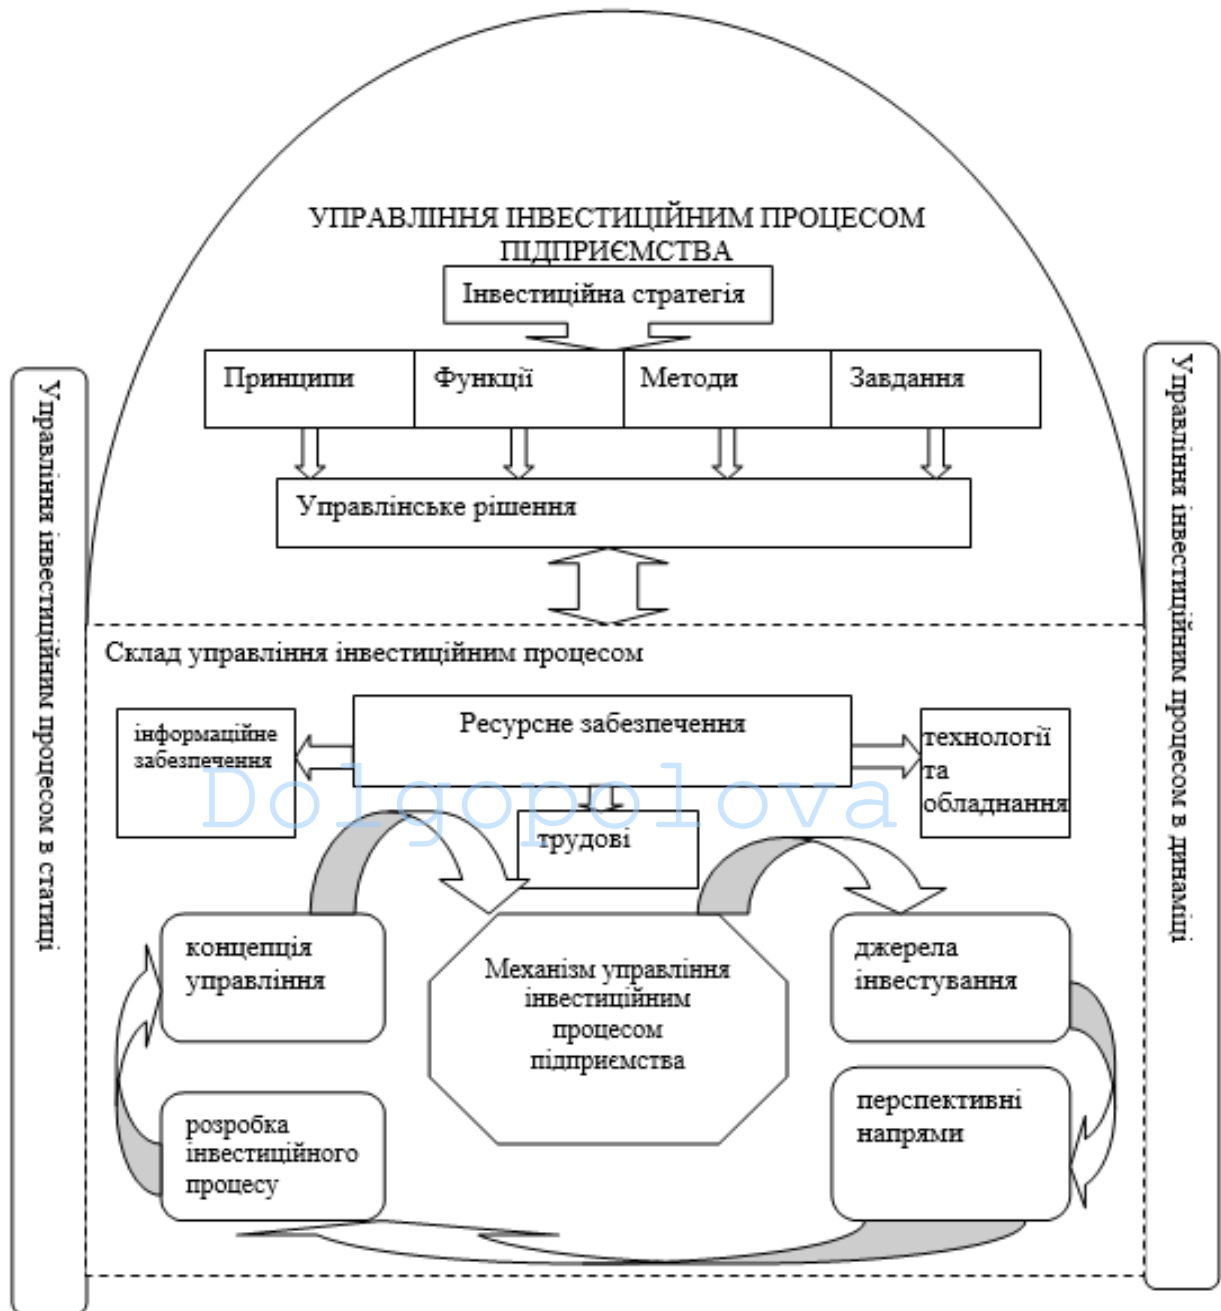 УПРАВЛІННЯ ІНВЕСТИЦІЙНИМ ПРОЦЕСОМ
ПІДПРИЄМСТВА
Інвестиційна стратегія
Принципи
Функції
Методи
Завдання
Управлінське рішення
Управління інвестиційним процесом в статиці
Управління інвестиційним процесом в динаміці
Склад управління інвестиційним процесом
Ресурсне забезпечення
інформаційне
забезпечення
технології
та
обладнання
Dolgopolova
трудові
концепція
управління
Механізм управління
інвестиційним
процесом
підприємства
джерела
інвестування
розробка
інвестиційного
процесу
перспективні
напрями